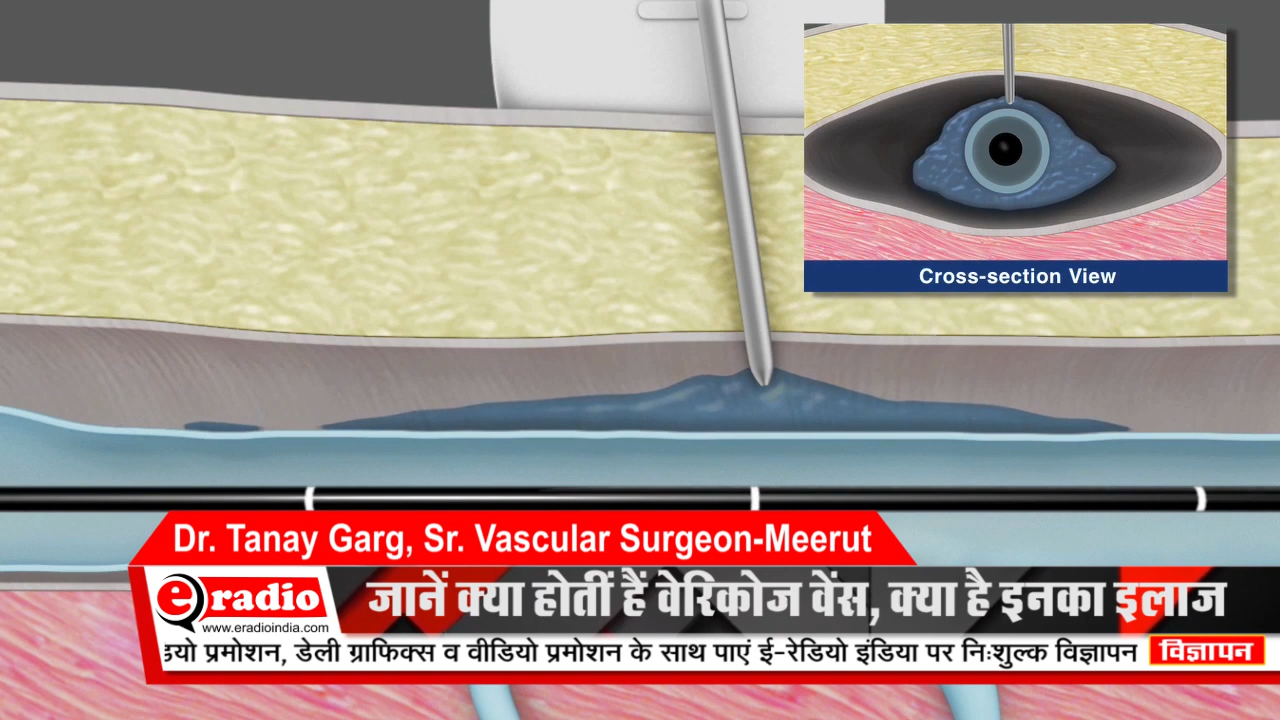 Cross-section View
Dr. Tanay Garg, Sr. Vascular Surgeon-Meerut
eradio
www.eradioindia.com
जानें क्या होतीं हैं वेरिकोज वेंस, क्या है इनका इलाज
प्रमोशन, डेली ग्राफिक्स व वीडियो प्रमोशन के साथ पाएं ई-रेडियो इंडिया पर निःशुल्क विज्ञापन
विज्ञापन